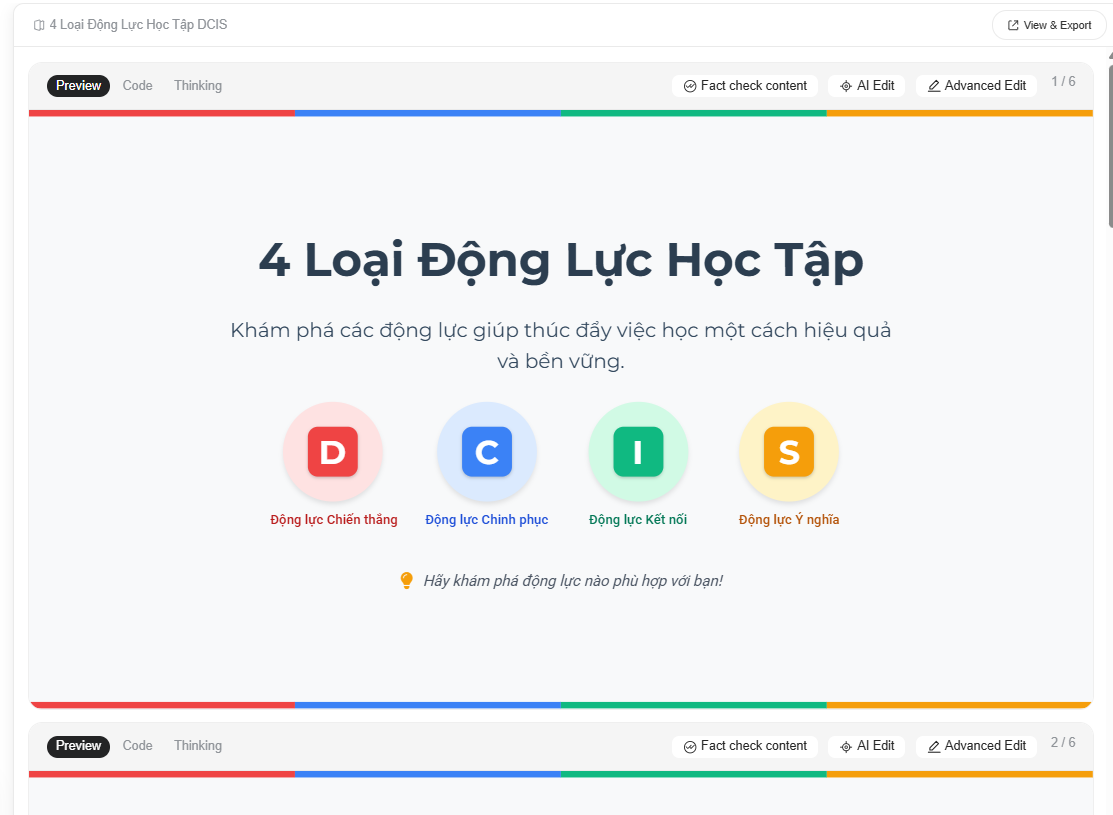 4 Loại Động Lực Học Tập DCIS
View & Export
Preview Code Thinking Fact check content AI Edit Advanced Edit 1 / 6
4 Loại Động Lực Học Tập
Khám phá các động lực giúp thúc đẩy việc học một cách hiệu quả
và bền vững.
D C I S
Động lực Chiến thắng Động lực Chinh phục Động lực Kết nối Động lực Ý nghĩa
Hãy khám phá động lực nào phù hợp với bạn!
Preview Code Thinking Fact check content AI Edit Advanced Edit 2 / 6